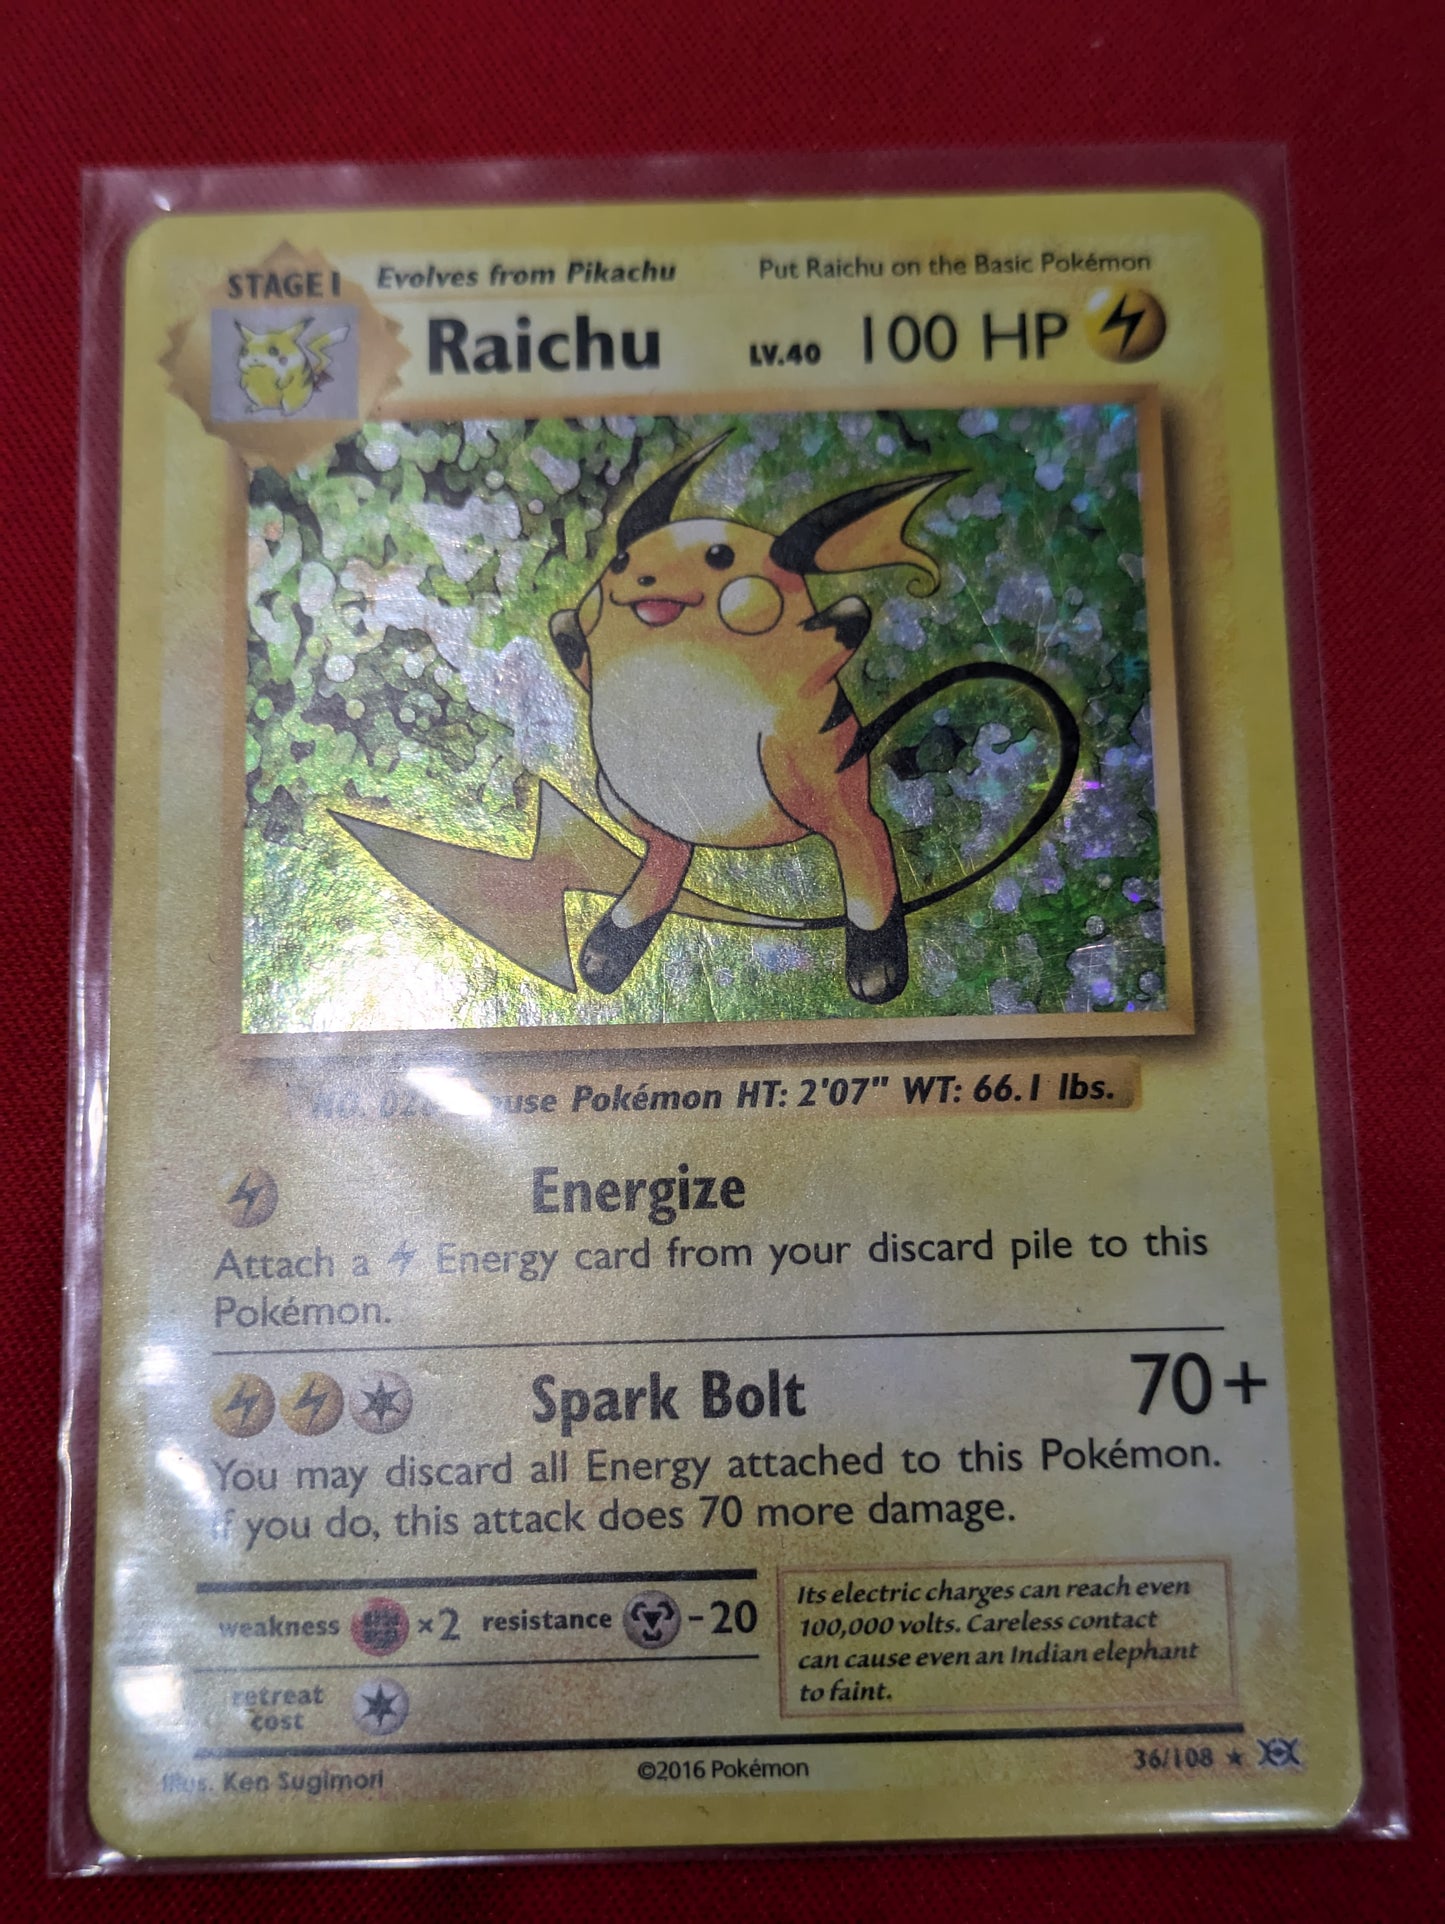 STAGE 1 Evolves from Pikachu Put Raichu on the Basic Pokémon
Raichu LV.40 100 HP
Pokémon HT: 2'07" WT: 66.1 lbs.
Energize
Attach a Energy card from your discard pile to this
Pokémon.
Spark Bolt 70+
You may discard all Energy attached to this Pokémon.
If you do, this attack does 70 more damage.
weakness ×2 resistance -20
retreat
cost
Its electric charges can reach even
100,000 volts. Careless contact
can cause even an Indian elephant
to faint.
Illus. Ken Sugimori ©2016 Pokémon 36/108